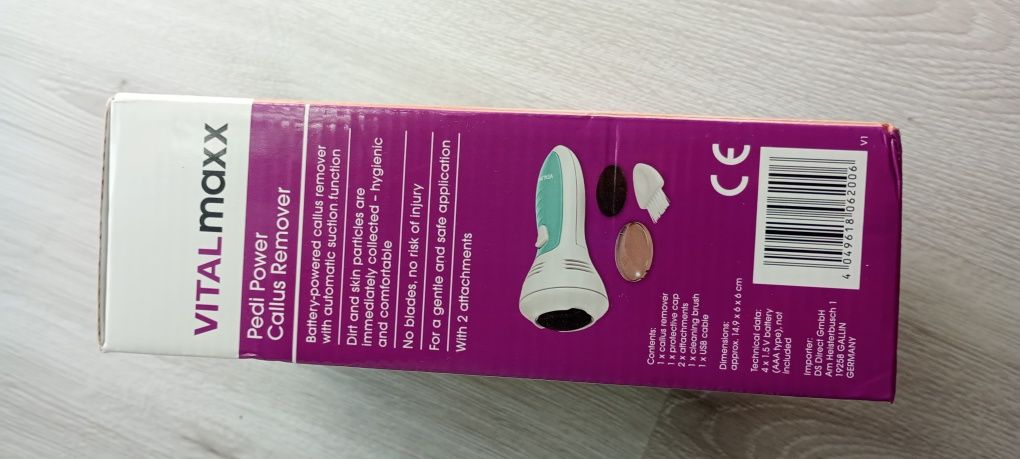 VITALmaxx
Pedi Power
Callus Remover
Battery-powered callus remover
with automatic suction function
Dirt and skin particles are
immediately collected – hygienic
and comfortable
No blades, no risk of injury
For a gentle and safe application
With 2 attachments
Contents:
1 x callus remover
1 x protective cap
2 x attachments
1 x cleaning brush
1 x USB cable
Dimensions:
approx. 14.9 x 6 x 6 cm
Technical data:
4 x 1.5 V battery
(AAA type), not
included
Importer:
DS Direct GmbH
Am Heisterbusch 1
19258 GALLIN
GERMANY
CE
4 049618 062006
V1